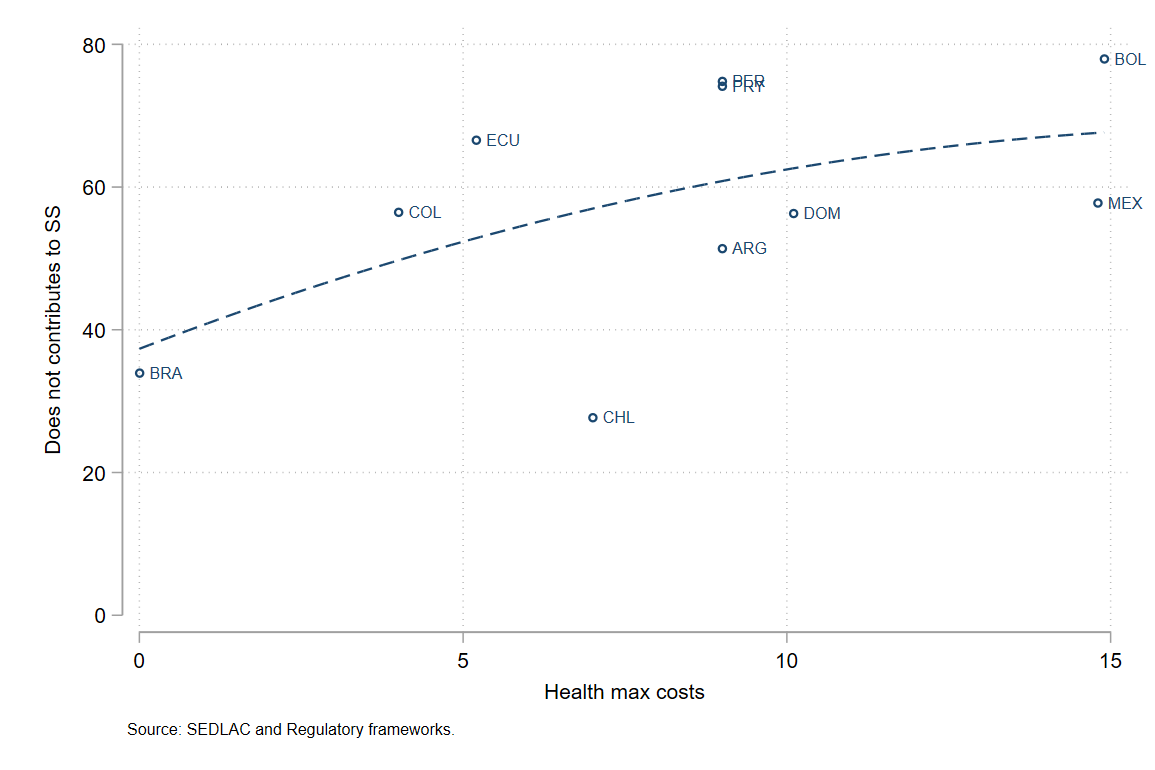 80
BOL
PER
PRY
ECU
60
COL
DOM
MEX
ARG
Does not contributes to SS
40
BRA
CHL
20
0
0 5 10 15
Health max costs
Source: SEDLAC and Regulatory frameworks.